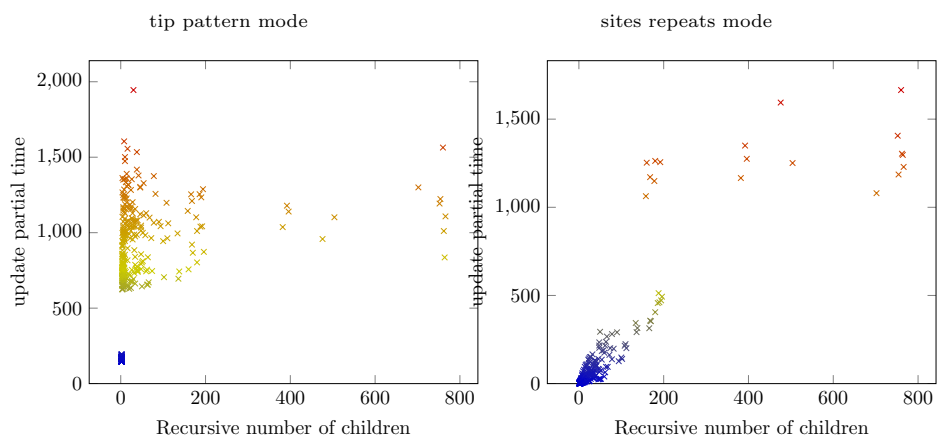 tip pattern mode
2,000
1,500
1,000
500
0
0 200 400 600 800
update partial time
Recursive number of children
sites repeats mode
1,500
1,000
500
0
0 200 400 600 800
update partial time
Recursive number of children